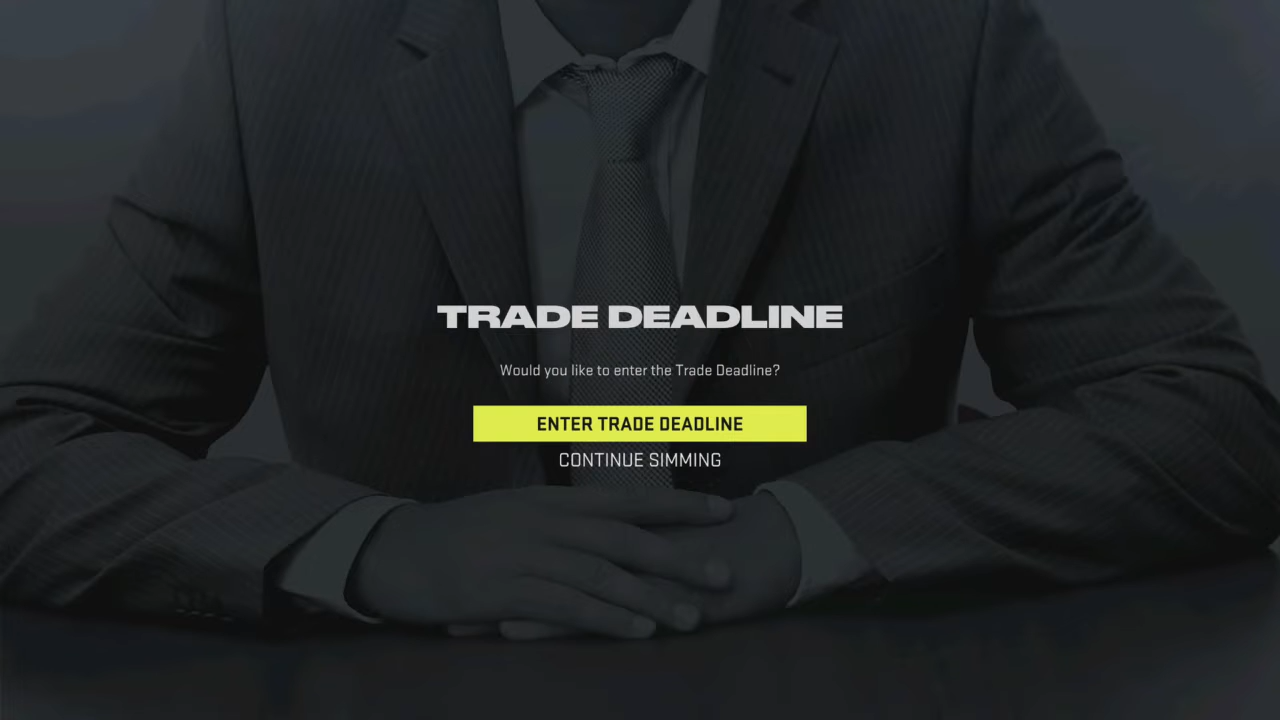 TRADE DEADLINE
Would you like to enter the Trade Deadline?
ENTER TRADE DEADLINE
CONTINUE SIMMING